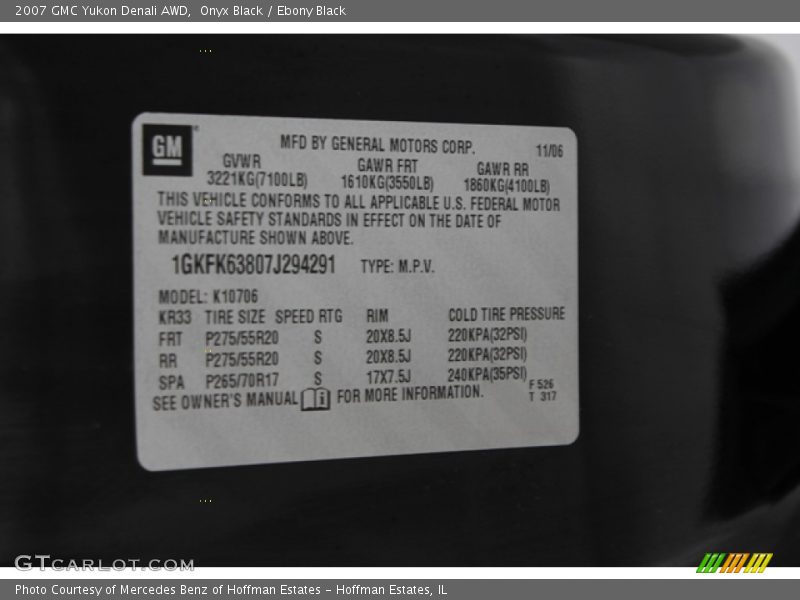 2007 GMC Yukon Denali AWD, Onyx Black / Ebony Black
GM
MFD BY GENERAL MOTORS CORP. 11/06
GVWR GAWR FRT GAWR RR
3221KG(7100LB) 1610KG(3550LB) 1860KG(4100LB)
THIS VEHICLE CONFORMS TO ALL APPLICABLE U.S. FEDERAL MOTOR
VEHICLE SAFETY STANDARDS IN EFFECT ON THE DATE OF
MANUFACTURE SHOWN ABOVE.
1GKFK63807J294291 TYPE: M.P.V.
MODEL: K10706
KR33 TIRE SIZE SPEED RTG RIM COLD TIRE PRESSURE
FRT P275/55R20 S 20X8.5J 220KPA(32PSI)
RR P275/55R20 S 20X8.5J 220KPA(32PSI)
SPA P265/70R17 S 17X7.5J 240KPA(35PSI)
SEE OWNER'S MANUAL i FOR MORE INFORMATION.
F 526
T 317
GTCARLOT.COM
Photo Courtesy of Mercedes Benz of Hoffman Estates - Hoffman Estates, IL